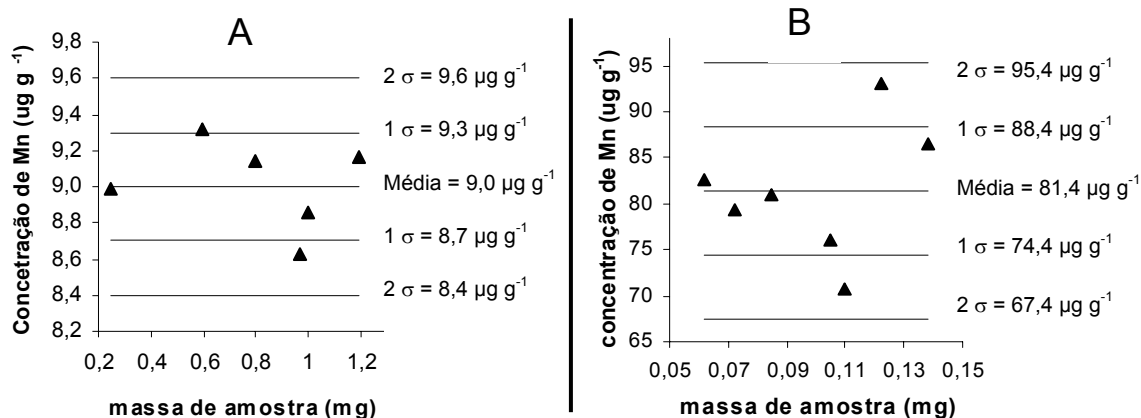 A
Concetração de Mn (ug g⁻¹)
9,8
9,6
9,4
9,2
9,0
8,8
8,6
8,4
8,2
2 σ = 9,6 µg g⁻¹
1 σ = 9,3 µg g⁻¹
Média = 9,0 µg g⁻¹
1 σ = 8,7 µg g⁻¹
2 σ = 8,4 µg g⁻¹
0,2 0,4 0,6 0,8 1 1,2
massa de amostra (mg)
B
concentração de Mn (ug g⁻¹)
95
90
85
80
75
70
65
2 σ = 95,4 µg g⁻¹
1 σ = 88,4 µg g⁻¹
Média = 81,4 µg g⁻¹
1 σ = 74,4 µg g⁻¹
2 σ = 67,4 µg g⁻¹
0,05 0,07 0,09 0,11 0,13 0,15
massa de amostra (mg)